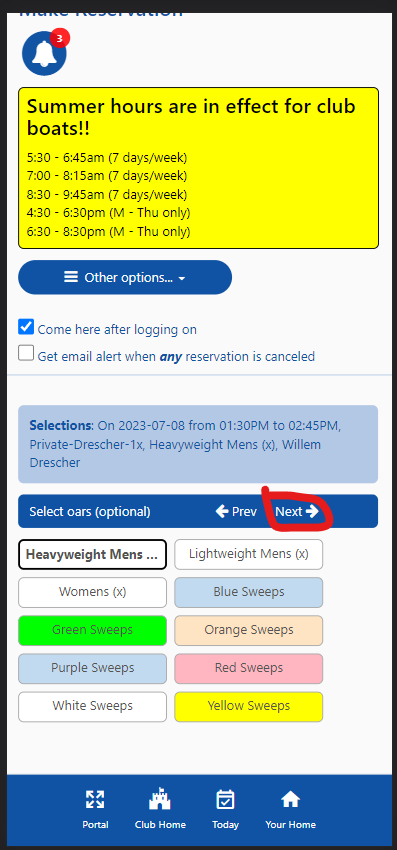 Make Reservation
3
Summer hours are in effect for club
boats!!
5:30 - 6:45am (7 days/week)
7:00 - 8:15am (7 days/week)
8:30 - 9:45am (7 days/week)
4:30 - 6:30pm (M - Thu only)
6:30 - 8:30pm (M - Thu only)
Other options...
Come here after logging on
Get email alert when any reservation is canceled
Selections: On 2023-07-08 from 01:30PM to 02:45PM,
Private-Drescher-1x, Heavyweight Mens (x), Willem
Drescher
Select oars (optional) Prev Next
Heavyweight Mens ... Lightweight Mens (x)
Womens (x) Blue Sweeps
Green Sweeps Orange Sweeps
Purple Sweeps Red Sweeps
White Sweeps Yellow Sweeps
Portal Club Home Today Your Home